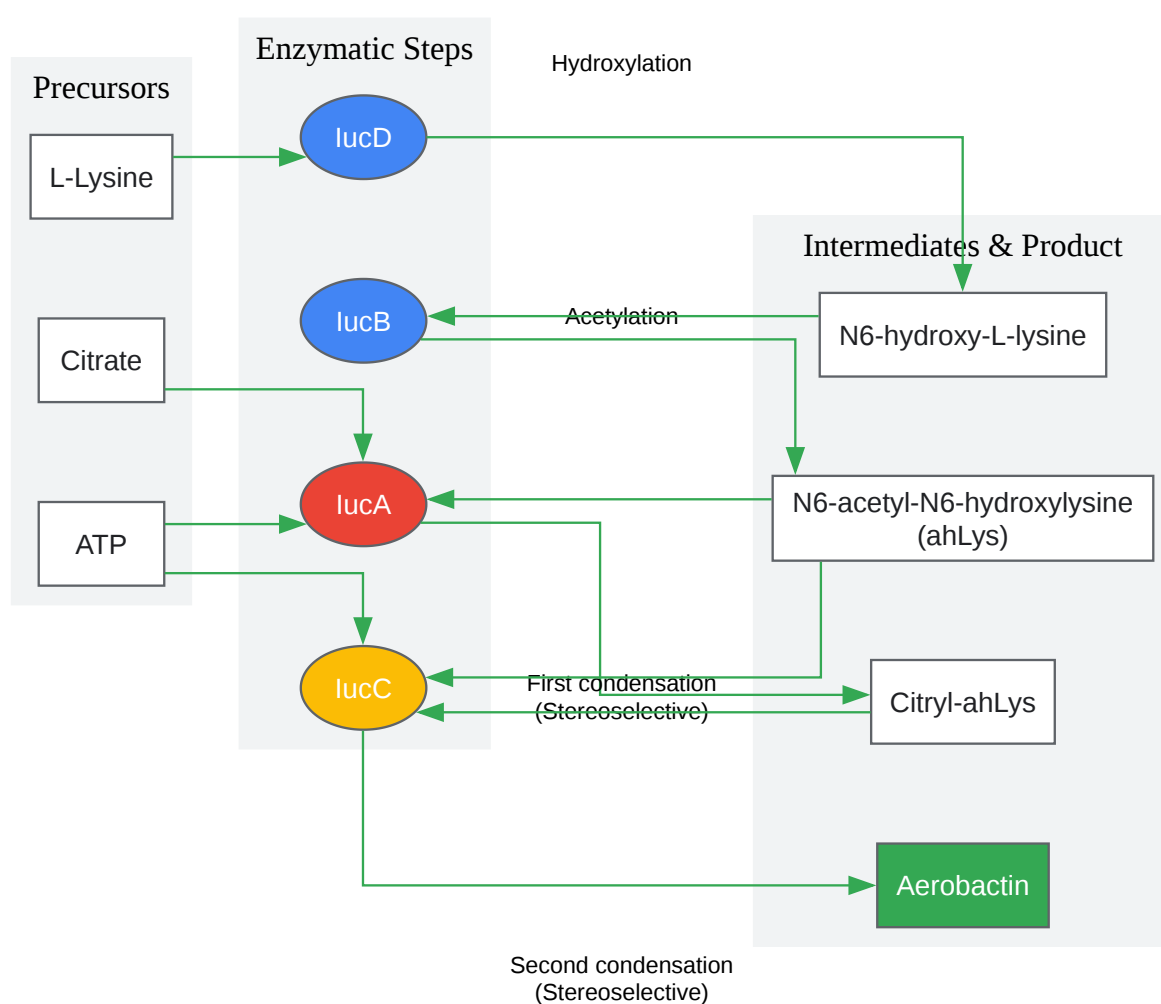 Enzymatic Steps
Hydroxylation
Precursors
IucD
L-Lysine
Intermediates & Product
IucB
Acetylation
N6-hydroxy-L-lysine
Citrate
IucA
N6-acetyl-N6-hydroxylysine
(ahLys)
ATP
IucC
First condensation
(Stereoselective)
Citryl-ahLys
Aerobactin
Second condensation
(Stereoselective)